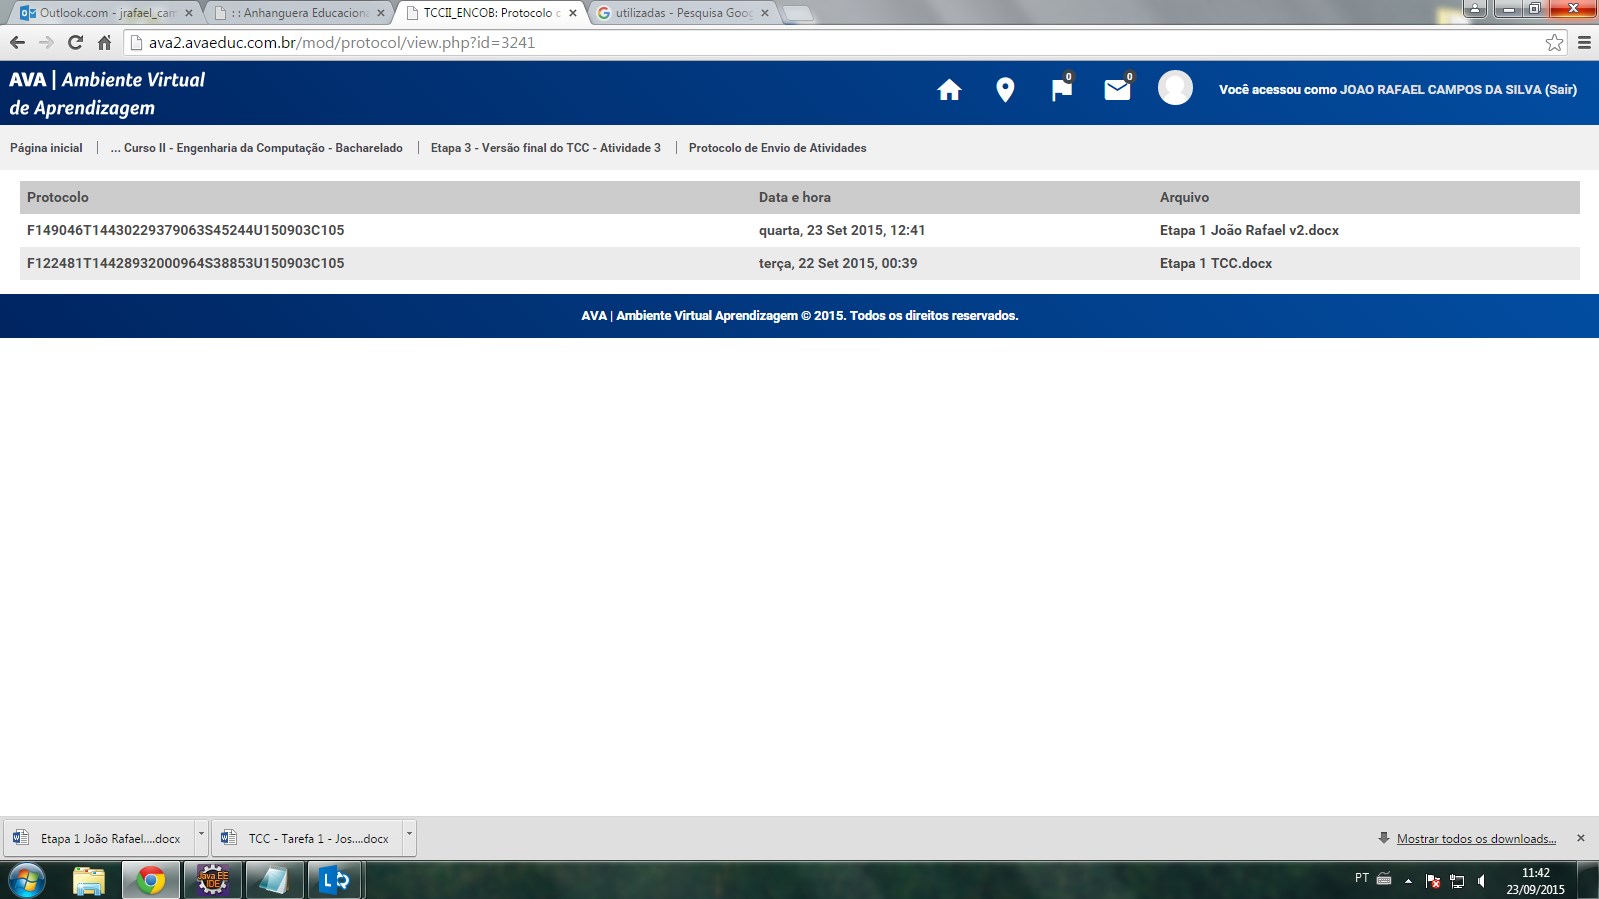 Outlook.com - jrafael_cam
: : Anhanguera Educaciona
TCCII_ENCOB: Protocolo d
utilizadas - Pesquisa Goog
ava2.avaeduc.com.br/mod/protocol/view.php?id=3241
AVA | Ambiente Virtual
de Aprendizagem
0
0
Você acessou como JOAO RAFAEL CAMPOS DA SILVA (Sair)
Página inicial | ... Curso II - Engenharia da Computação - Bacharelado | Etapa 3 - Versão final do TCC - Atividade 3 | Protocolo de Envio de Atividades
Protocolo Data e hora Arquivo
F149046T14430229379063S45244U150903C105 quarta, 23 Set 2015, 12:41 Etapa 1 João Rafael v2.docx
F122481T14428932000964S38853U150903C105 terça, 22 Set 2015, 00:39 Etapa 1 TCC.docx
AVA | Ambiente Virtual Aprendizagem © 2015. Todos os direitos reservados.
Etapa 1 João Rafael....docx
TCC - Tarefa 1 - Jos....docx
Mostrar todos os downloads...
Java EE
IDE
PT
11:42
23/09/2015